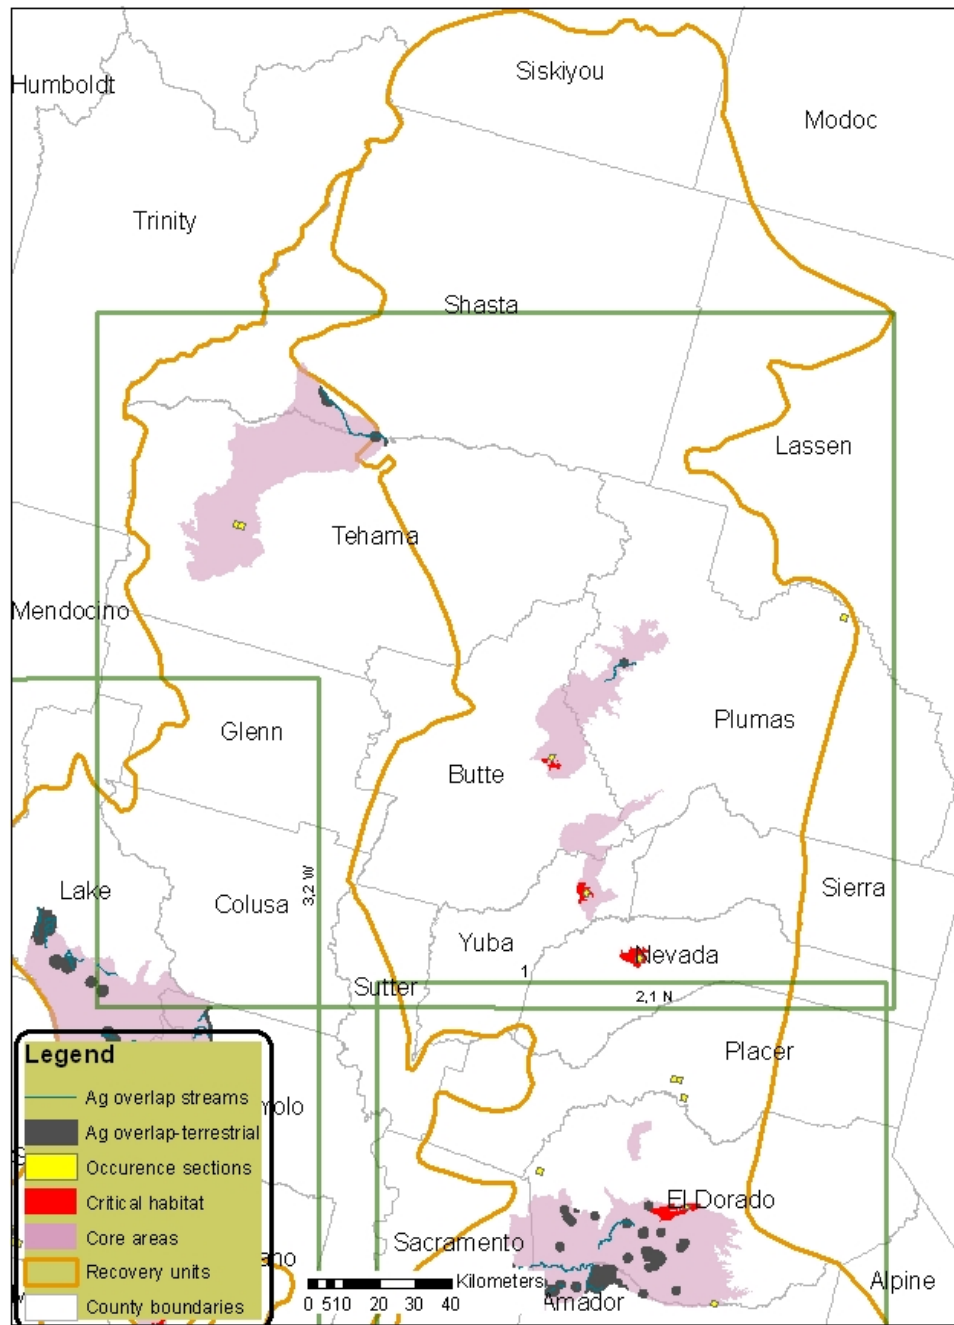 Siskiyou
Humboldt
Modoc
Trinity
Shasta
Lassen
Tehama
Mendocino
Plumas
Glenn
Butte
Lake
Sierra
Colusa
3,2 W
Yuba
Nevada
1
Sutter
2,1 N
Placer
Legend
Ag overlap streams
olo
Ag overlap-terrestrial
Occurence sections
Critical habitat
El Dorado
Core areas
Sacramento
ano
Recovery units
Alpine
Kilometers
County boundaries
0 510 20 30 40
Amador